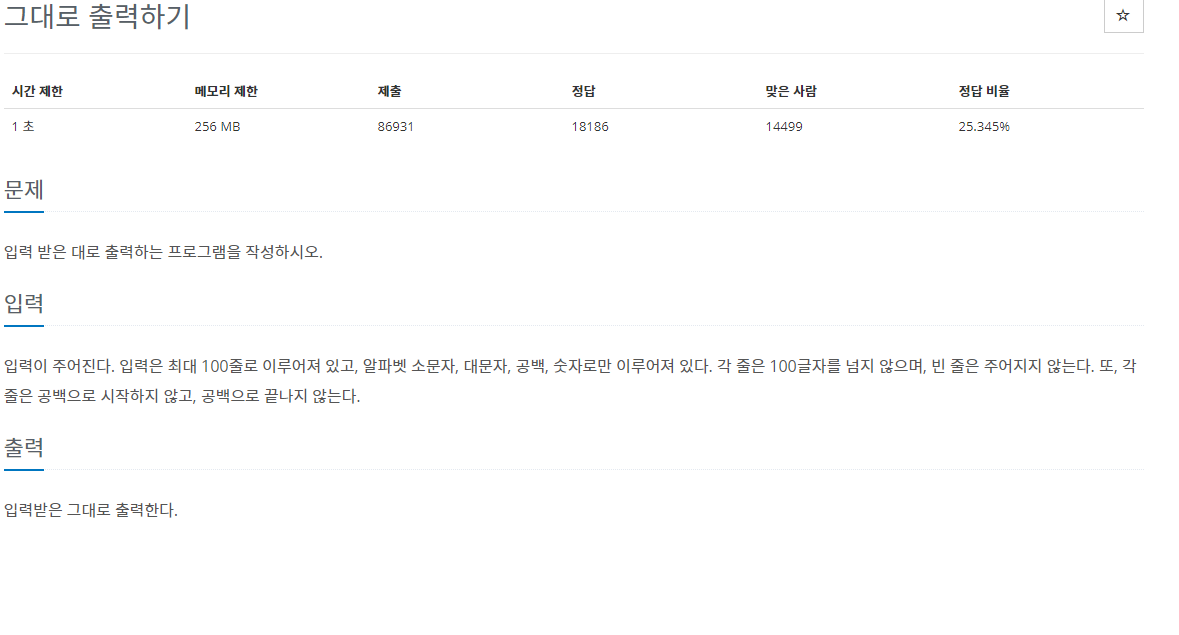 그대로 출력하기
☆
시간 제한 메모리 제한 제출 정답 맞은 사람 정답 비율
1 초 256 MB 86931 18186 14499 25.345%
문제
입력 받은 대로 출력하는 프로그램을 작성하시오.
입력
입력이 주어진다. 입력은 최대 100줄로 이루어져 있고, 알파벳 소문자, 대문자, 공백, 숫자로만 이루어져 있다. 각 줄은 100글자를 넘지 않으며, 빈 줄은 주어지지 않는다. 또, 각
줄은 공백으로 시작하지 않고, 공백으로 끝나지 않는다.
출력
입력받은 그대로 출력한다.